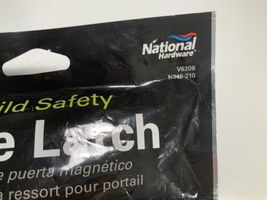 National
Hardware
V6208
N346-210
ild Safety
e Latch
e puerta magnético
à ressort pour portail